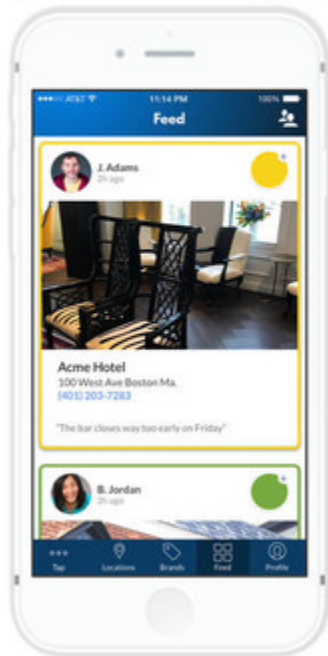 AT&T 11:14 PM 100%
Feed
J. Adams
2h ago
Acme Hotel
100 West Ave Boston Ma.
(401) 203-7283
"The bar closes way too early on Friday"
B. Jordan
2h ago
Tap Locations Brands Feed Profile